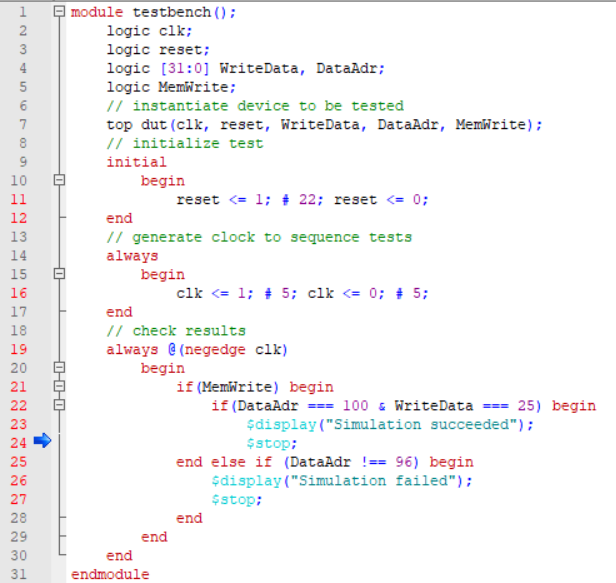 1 module testbench();
2 logic clk;
3 logic reset;
4 logic [31:0] WriteData, DataAdr;
5 logic MemWrite;
6 // instantiate device to be tested
7 top dut(clk, reset, WriteData, DataAdr, MemWrite);
8 // initialize test
9 initial
10 begin
11 reset <= 1; # 22; reset <= 0;
12 end
13 // generate clock to sequence tests
14 always
15 begin
16 clk <= 1; # 5; clk <= 0; # 5;
17 end
18 // check results
19 always @(negedge clk)
20 begin
21 if(MemWrite) begin
22 if(DataAdr === 100 & WriteData === 25) begin
23 $display("Simulation succeeded");
24 $stop;
25 end else if (DataAdr !== 96) begin
26 $display("Simulation failed");
27 $stop;
28 end
29 end
30 end
31 endmodule